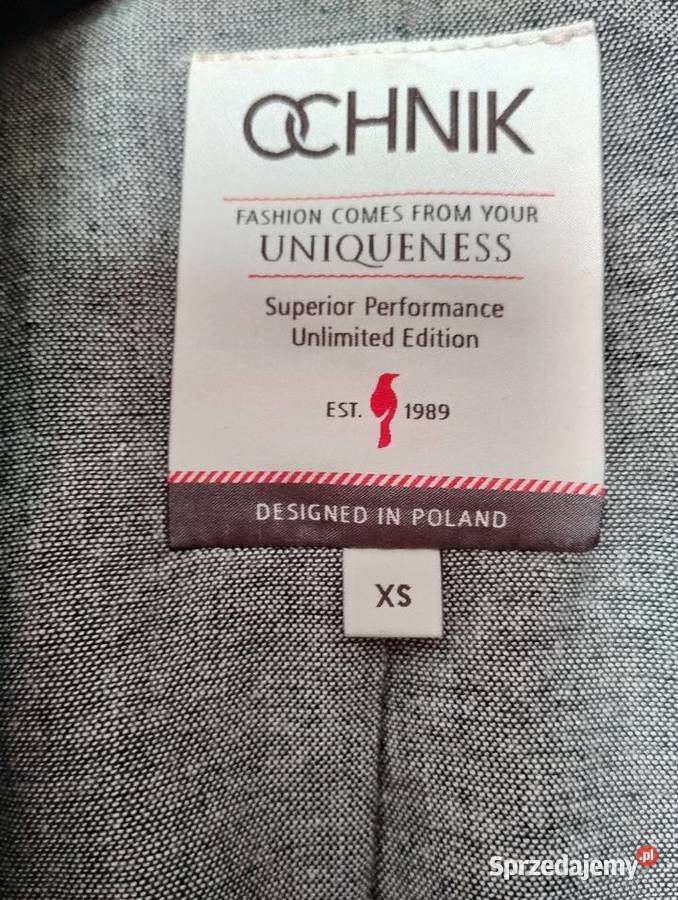 OCHNIK
FASHION COMES FROM YOUR
UNIQUENESS
Superior Performance
Unlimited Edition
EST. 1989
DESIGNED IN POLAND
XS
Sprzedajemy.pl